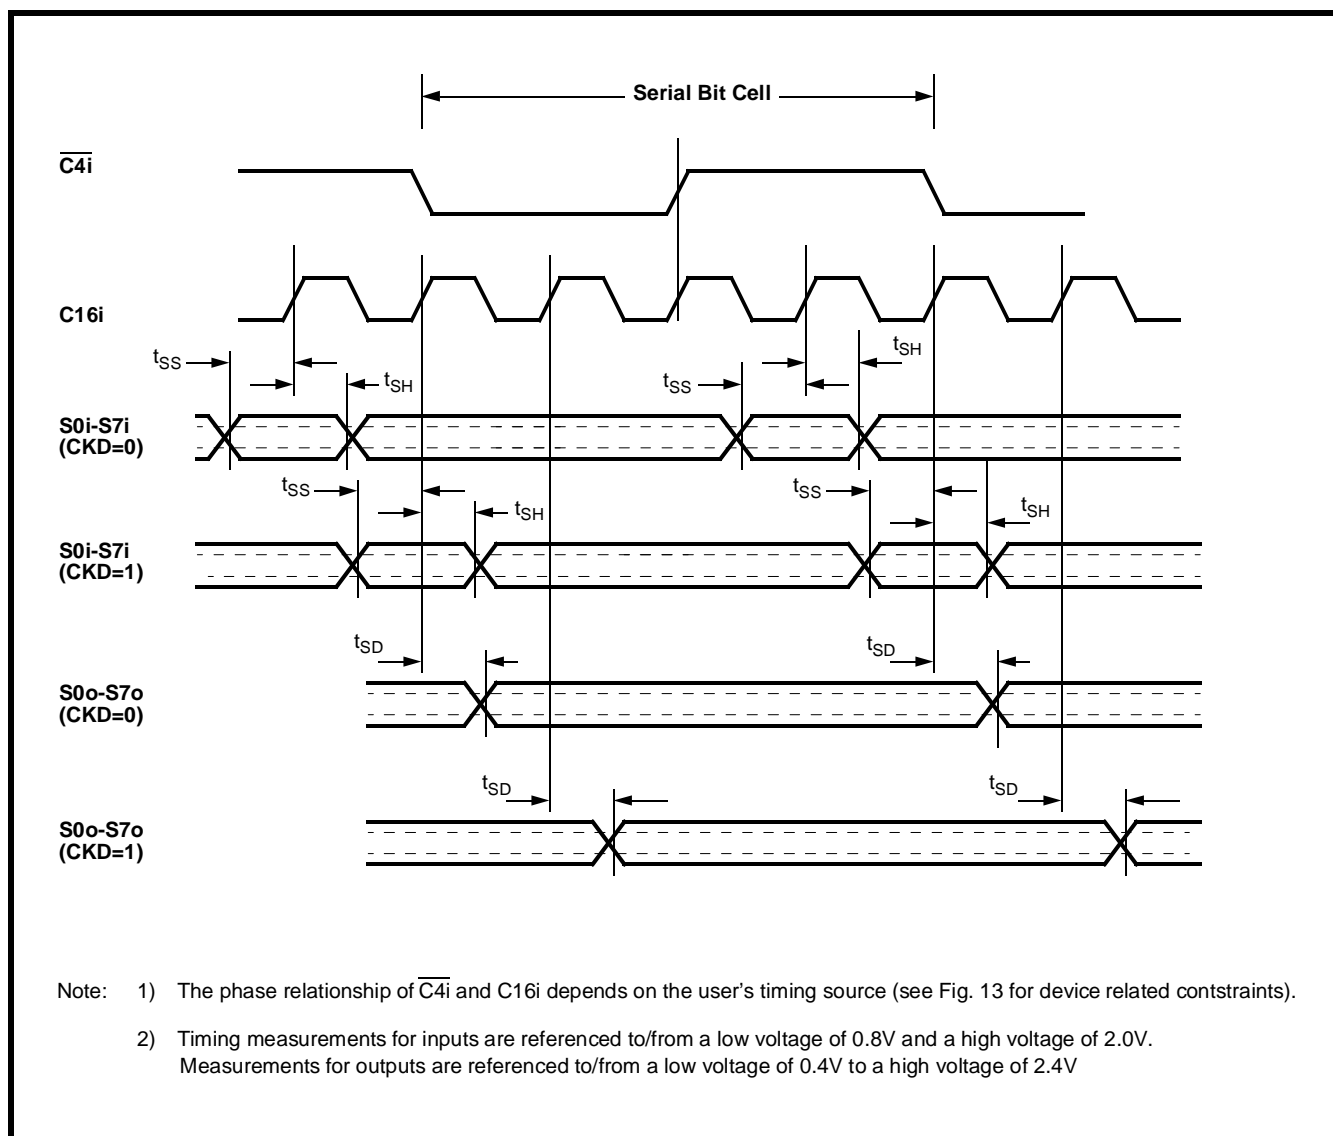 Serial Bit Cell
C4i
C16i
tSS
tSH
tSS
tSH
S0i-S7i
(CKD=0)
tSS
tSH
tSS
tSH
S0i-S7i
(CKD=1)
tSD
tSD
S0o-S7o
(CKD=0)
tSD
tSD
S0o-S7o
(CKD=1)
Note: 1) The phase relationship of C4i and C16i depends on the user's timing source (see Fig. 13 for device related contstraints).
2) Timing measurements for inputs are referenced to/from a low voltage of 0.8V and a high voltage of 2.0V.
Measurements for outputs are referenced to/from a low voltage of 0.4V to a high voltage of 2.4V